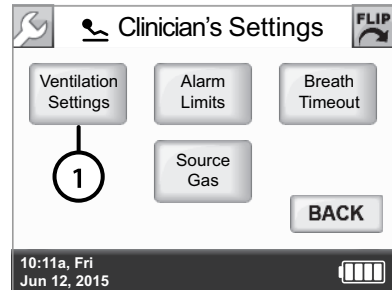 Clinician's Settings
FLIP
Ventilation
Settings
Alarm
Limits
Breath
Timeout
1
Source
Gas
BACK
10:11a, Fri
Jun 12, 2015